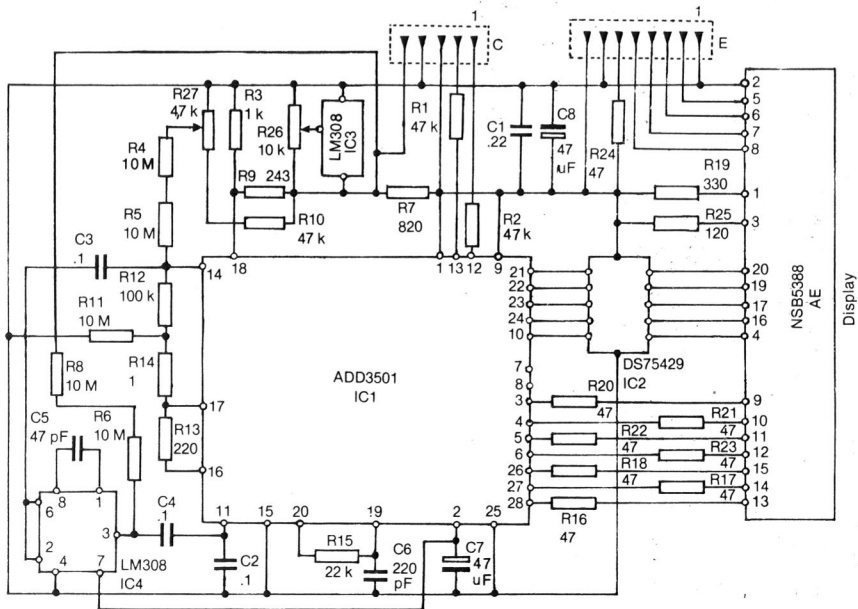 1
C
1
E
R27
4,7 k
R3
1 k
R26
10 k
LM308
IC3
R1
47 k
C1
.22
C8
47
uF
R24
47
2
5
6
7
8
R4
10 M
R9 243
R10
47 k
R7
820
R2
47 k
R19
330
1
R25
120
3
R5
10 M
C3
.1
R12
100 k
14
18
1
13
12
9
21
22
23
24
10
20
19
17
16
4
NSB5388
AE
Display
R11
10 M
R14
1
R8
10 M
ADD3501
IC1
7
8
3
DS75429
IC2
R20
47
9
C5
47 pF
R6
10 M
17
R13
220
16
4
5
6
26
27
28
R21
47
R22
47
R23
47
R18
47
R17
47
R16
47
10
11
12
15
14
13
8
1
6
2
3
4
7
C4
.1
LM308
IC4
11
15
20
19
2
25
C2
.1
R15
22 k
C6
220
pF
C7
47
uF